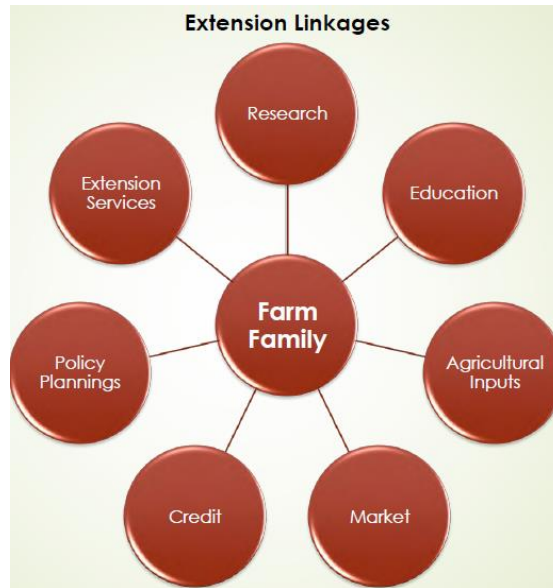 Extension Linkages
Research
Education
Agricultural
Inputs
Market
Credit
Policy
Plannings
Extension
Services
Farm
Family